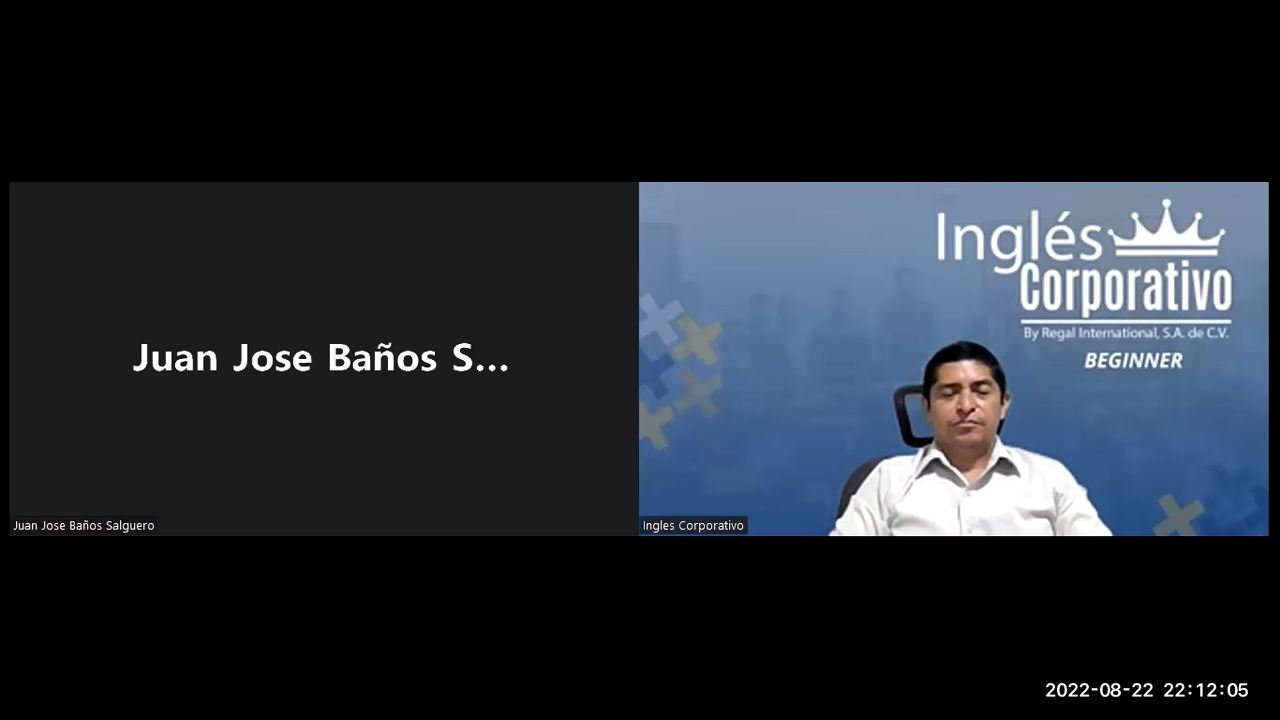 Juan Jose Baños S...
Juan Jose Baños Salguero
Inglés
Corporativo
By Regal International, S.A. de C.V.
BEGINNER
Ingles Corporativo
2022-08-22 22:12:05